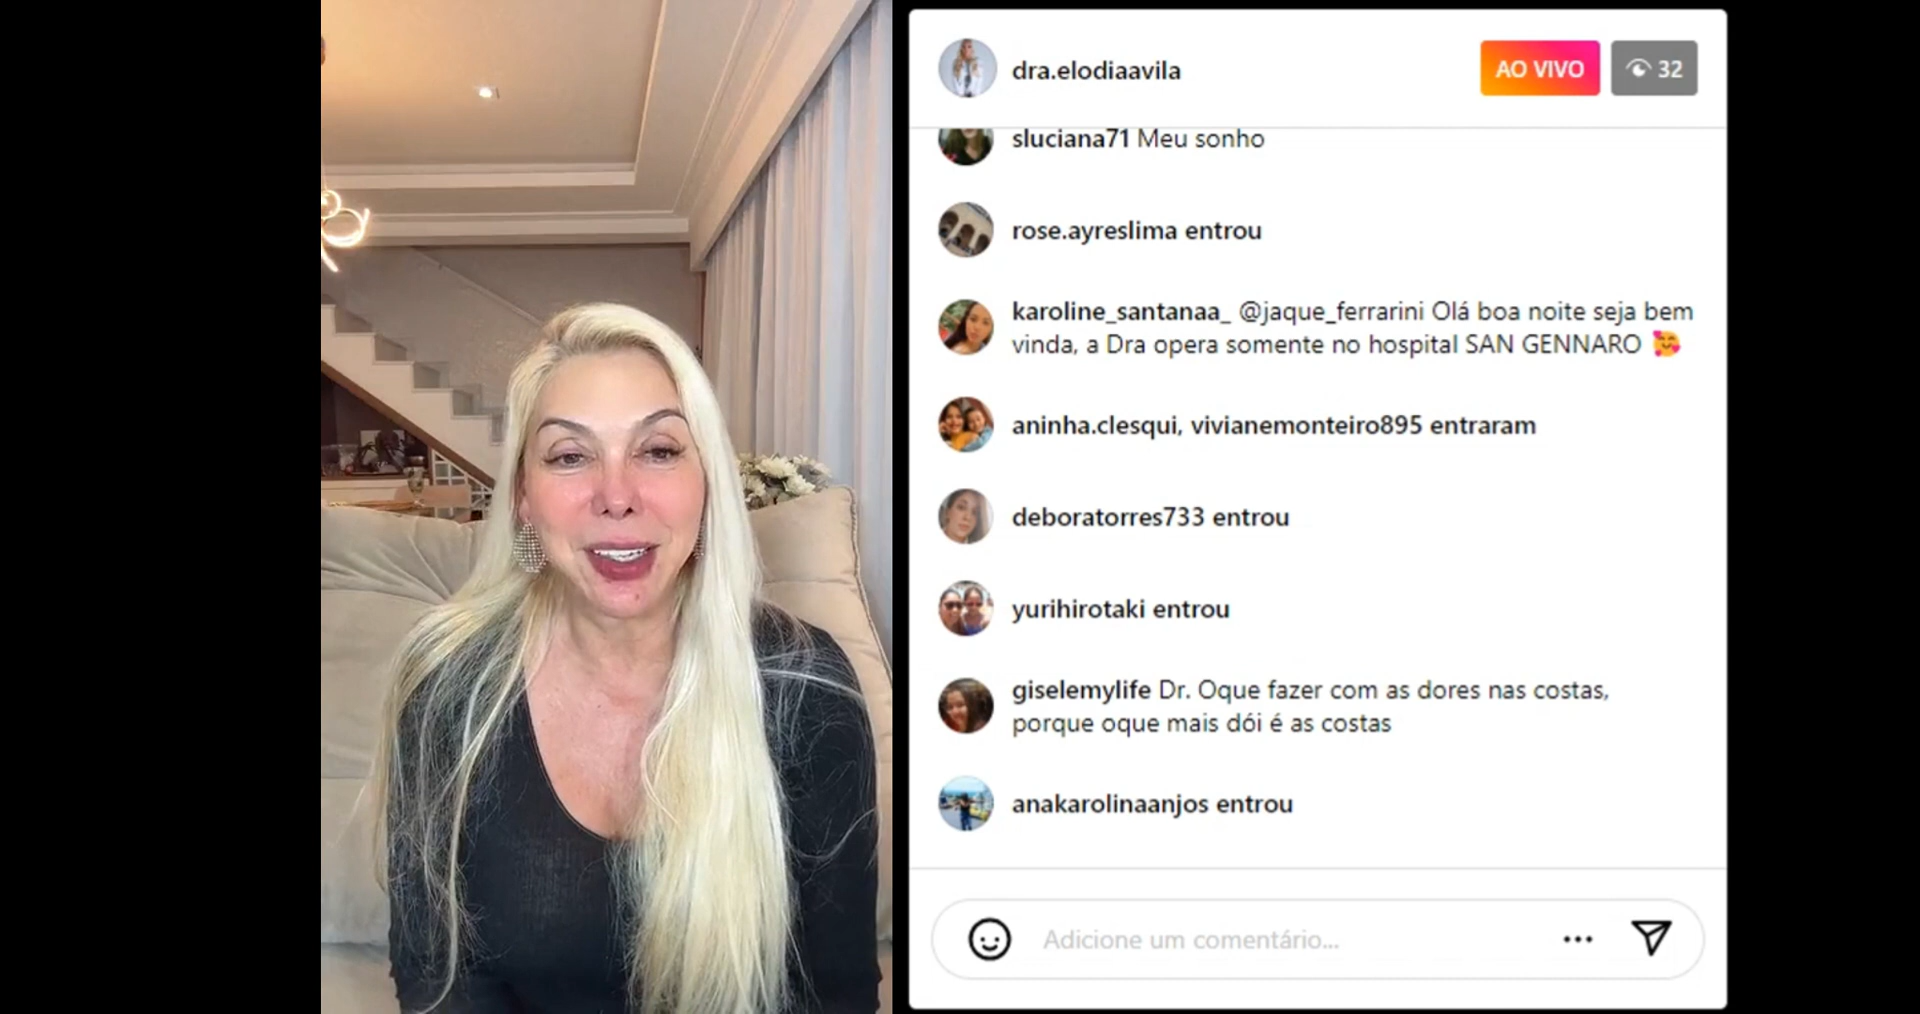 dra.elodiaavila
AO VIVO
32
sluciana71 Meu sonho
rose.ayreslima entrou
karoline_santanaa_ @jaque_ferrarini Olá boa noite seja bem
vinda, a Dra opera somente no hospital SAN GENNARO 🥰
aninha.clesqui, vivianemonteiro895 entraram
deboratorres733 entrou
yurihirotaki entrou
giselemylife Dr. Oque fazer com as dores nas costas,
porque oque mais dói é as costas
anakarolinaanjos entrou
Adicione um comentário...